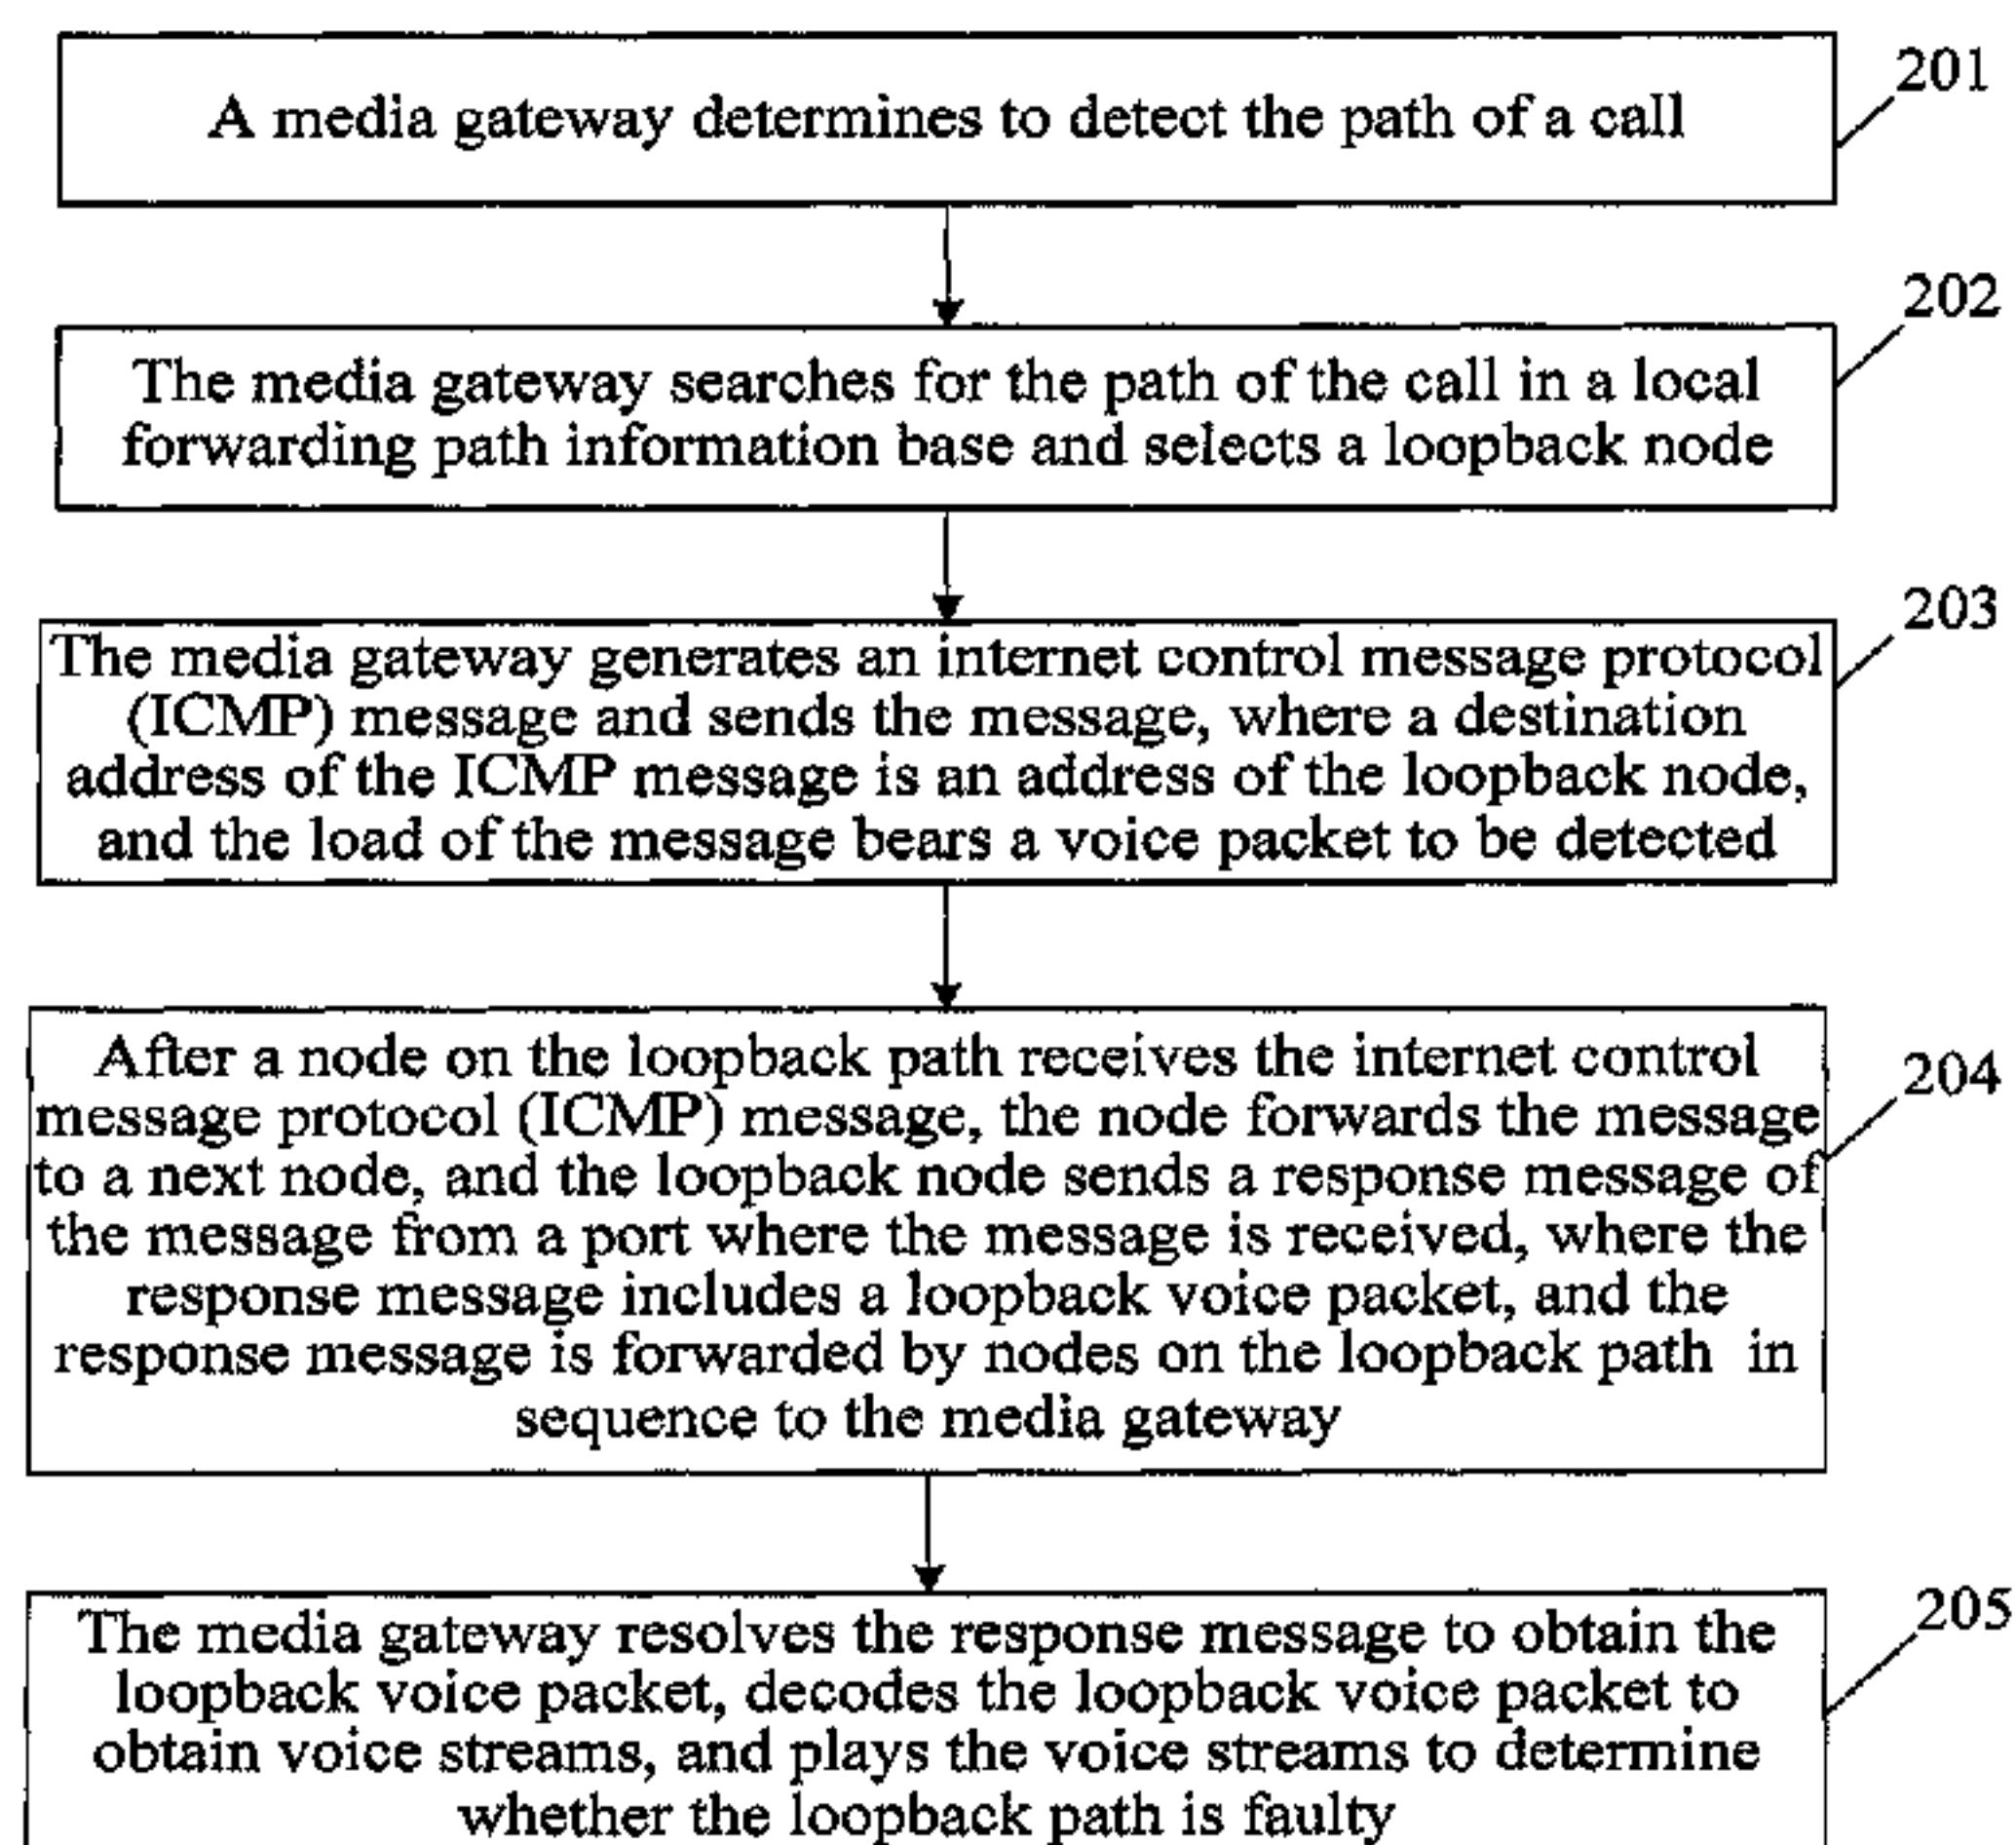 201
A media gateway determines to detect the path of a call
202
The media gateway searches for the path of the call in a local
forwarding path information base and selects a loopback node
203
The media gateway generates an internet control message protocol
(ICMP) message and sends the message, where a destination
address of the ICMP message is an address of the loopback node,
and the load of the message bears a voice packet to be detected
204
After a node on the loopback path receives the internet control
message protocol (ICMP) message, the node forwards the message
to a next node, and the loopback node sends a response message of
the message from a port where the message is received, where the
response message includes a loopback voice packet, and the
response message is forwarded by nodes on the loopback path in
sequence to the media gateway
205
The media gateway resolves the response message to obtain the
loopback voice packet, decodes the loopback voice packet to
obtain voice streams, and plays the voice streams to determine
whether the loopback path is faulty